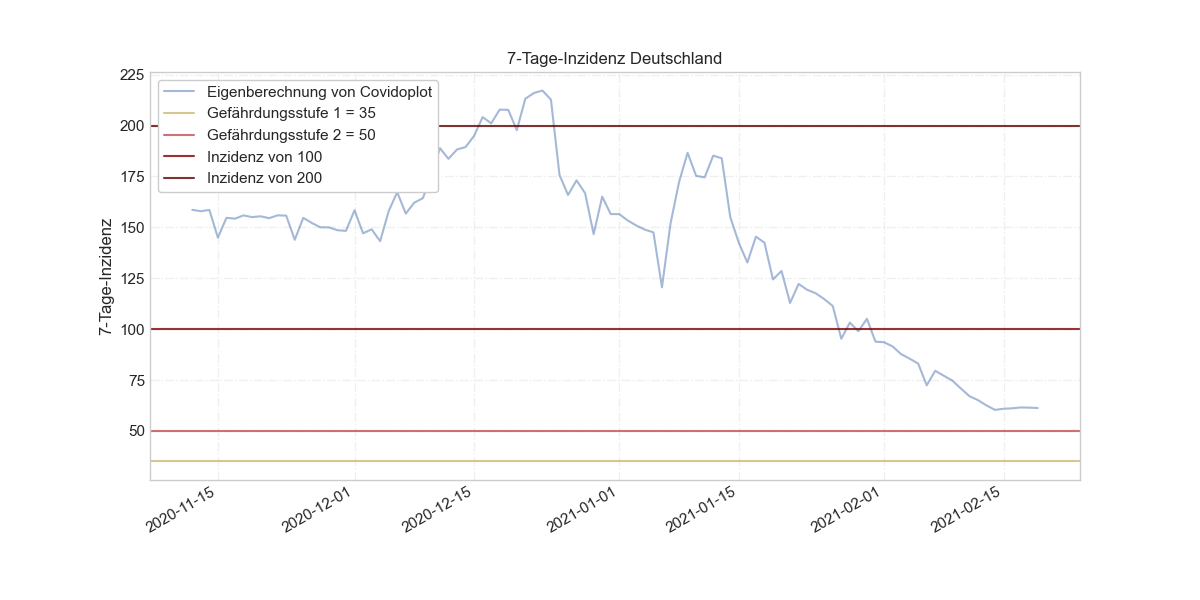 7-Tage-Inzidenz Deutschland
225
200
175
150
125
100
75
50
7-Tage-Inzidenz
Eigenberechnung von Covidoplot
Gefährdungsstufe 1 = 35
Gefährdungsstufe 2 = 50
Inzidenz von 100
Inzidenz von 200
2020-11-15
2020-12-01
2020-12-15
2021-01-01
2021-01-15
2021-02-01
2021-02-15